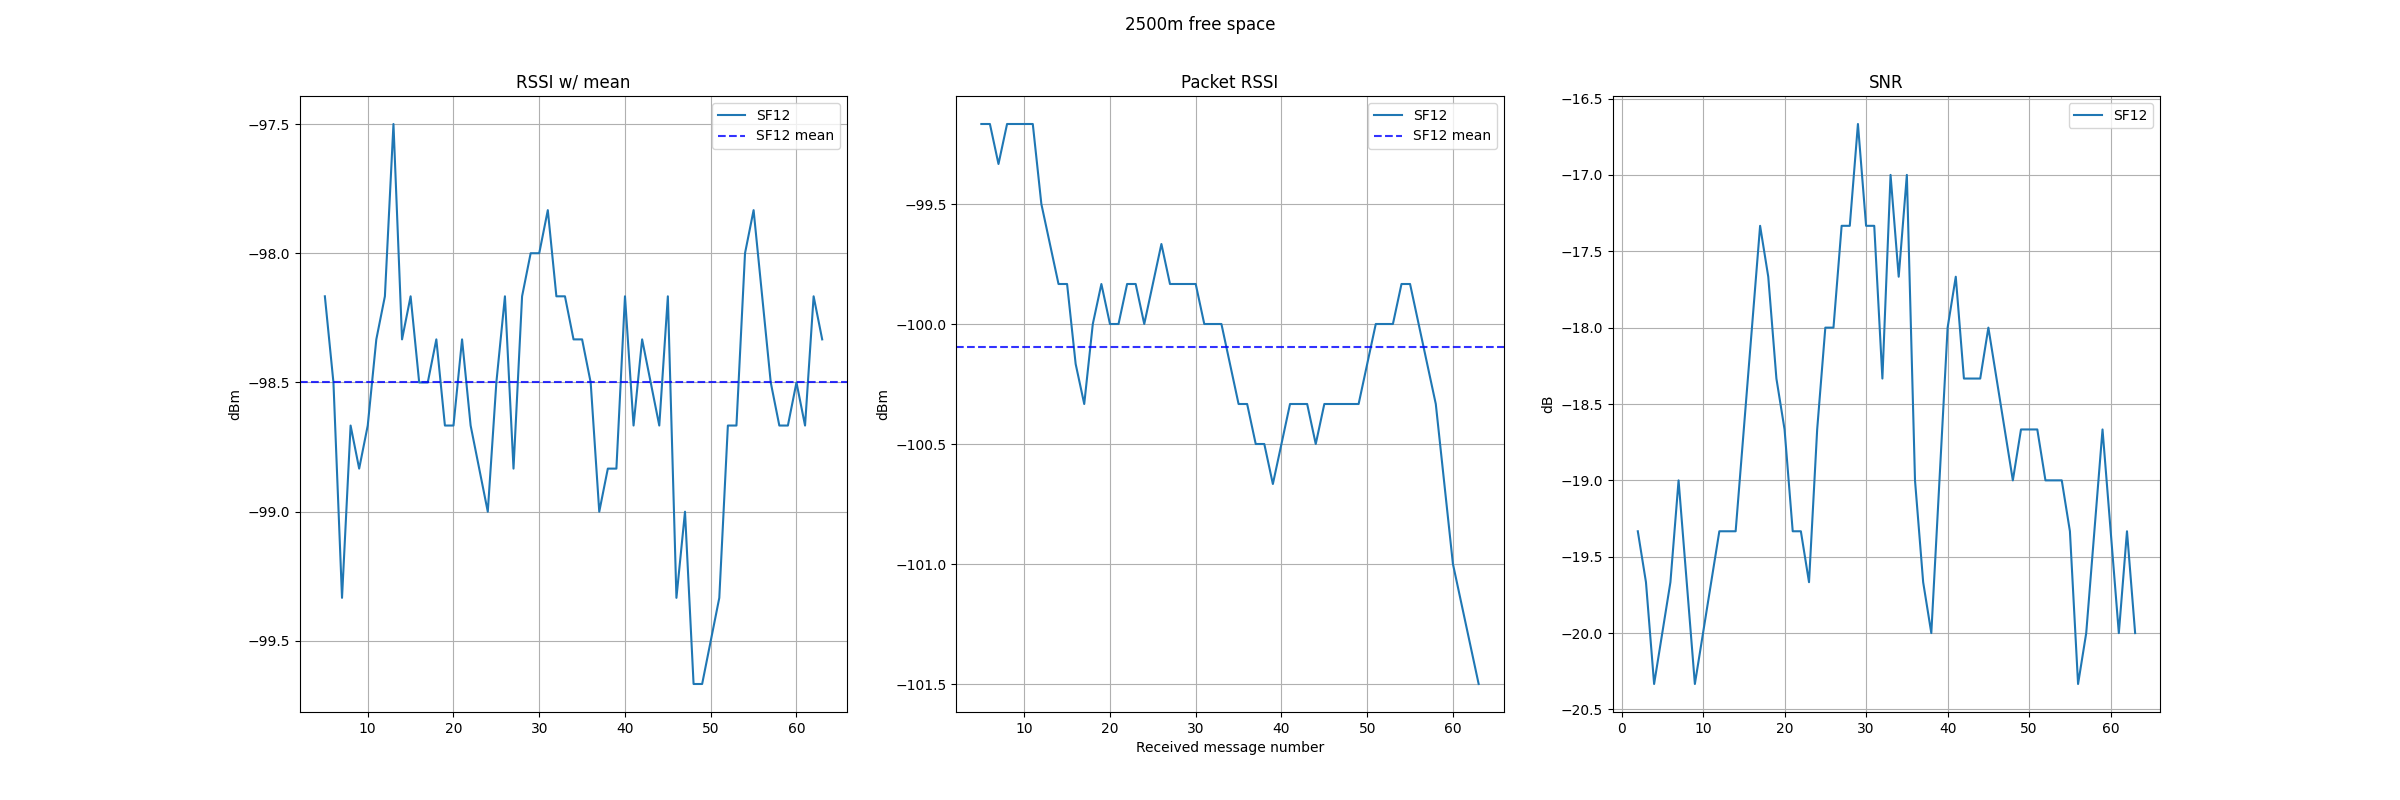 2500m free space
RSSI w/ mean
SF12
SF12 mean
−97.5
−98.0
−98.5
−99.0
−99.5
dBm
10 20 30 40 50 60
Packet RSSI
SF12
SF12 mean
−99.5
−100.0
−100.5
−101.0
−101.5
dBm
10 20 30 40 50 60
Received message number
SNR
SF12
−16.5
−17.0
−17.5
−18.0
−18.5
−19.0
−19.5
−20.0
−20.5
dB
0 10 20 30 40 50 60